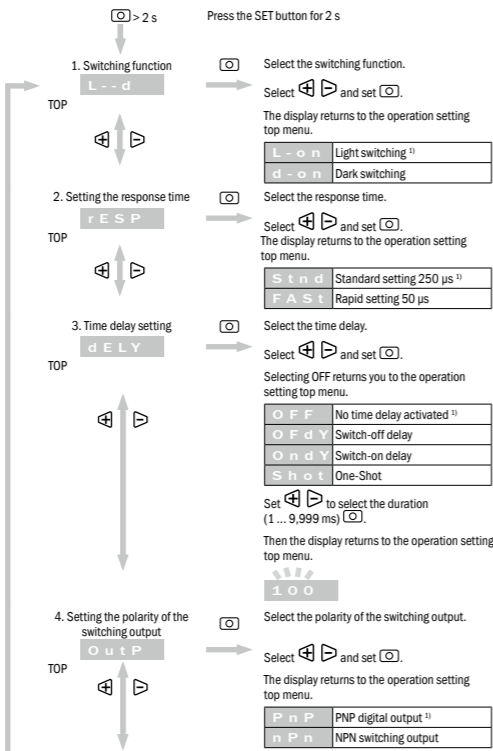 > 2 s
Press the SET button for 2 s
1. Switching function
L - - d
TOP
Select the switching function.
Select and set .
The display returns to the operation setting
top menu.
L - o n Light switching 1)
d - o n Dark switching
2. Setting the response time
r E S P
TOP
Select the response time.
Select and set .
The display returns to the operation setting
top menu.
S t n d Standard setting 250 µs 1)
F A S t Rapid setting 50 µs
3. Time delay setting
d E L Y
TOP
Select the time delay.
Select and set .
Selecting OFF returns you to the operation
setting top menu.
O F F No time delay activated 1)
O F d Y Switch-off delay
O n d Y Switch-on delay
S h o t One-Shot
Set to select the duration
(1 ... 9,999 ms) .
Then the display returns to the operation setting
top menu.
1 0 0
4. Setting the polarity of the
switching output
O u t P
TOP
Select the polarity of the switching output.
Select and set .
The display returns to the operation setting
top menu.
P n P PNP digital output 1)
n P n NPN switching output